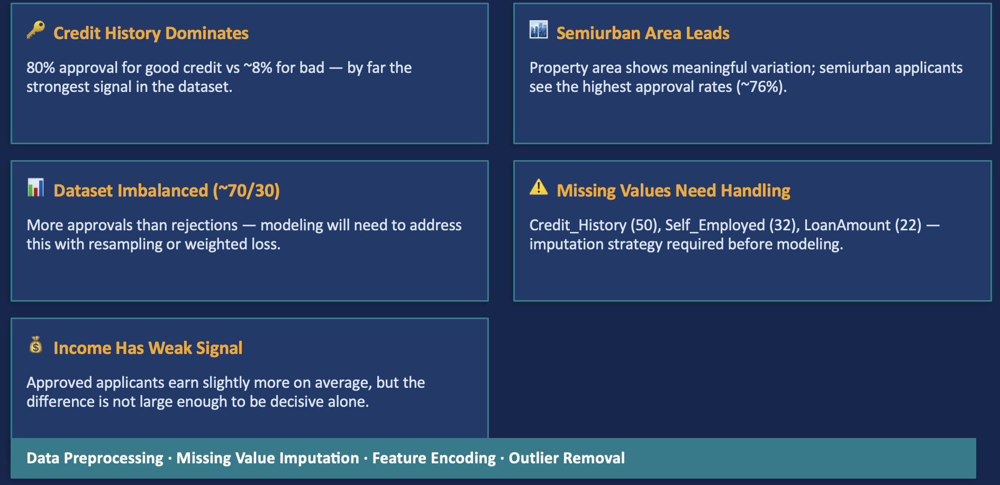 Credit History Dominates
80% approval for good credit vs ~8% for bad — by far the
strongest signal in the dataset.
Semiurban Area Leads
Property area shows meaningful variation; semiurban applicants
see the highest approval rates (~76%).
Dataset Imbalanced (~70/30)
More approvals than rejections — modeling will need to address
this with resampling or weighted loss.
Missing Values Need Handling
Credit_History (50), Self_Employed (32), LoanAmount (22) —
imputation strategy required before modeling.
Income Has Weak Signal
Approved applicants earn slightly more on average, but the
difference is not large enough to be decisive alone.
Data Preprocessing · Missing Value Imputation · Feature Encoding · Outlier Removal